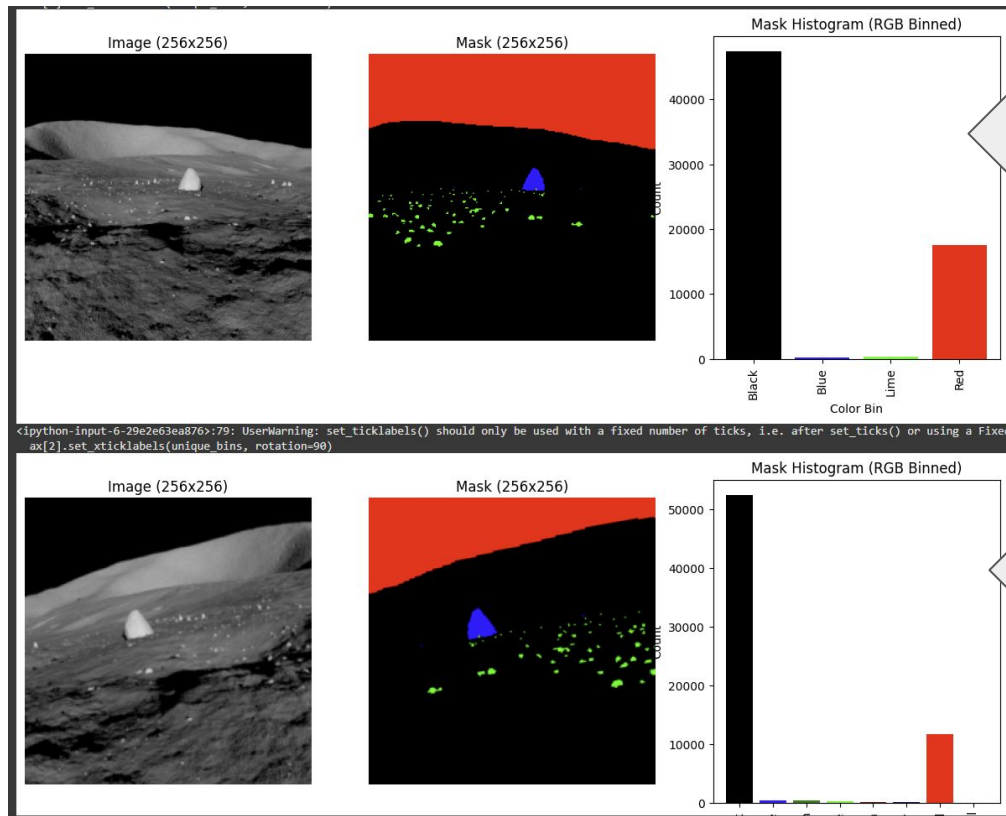 Image (256x256)
Mask (256x256)
Mask Histogram (RGB Binned)
Count
40000
30000
20000
10000
0
Black
Blue
Lime
Red
Color Bin
<ipython-input-6-29e2e63ea876>:79: UserWarning: set_ticklabels() should only be used with a fixed number of ticks, i.e. after set_ticks() or using a Fixe
ax[2].set_xticklabels(unique_bins, rotation=90)
Image (256x256)
Mask (256x256)
Mask Histogram (RGB Binned)
Count
50000
40000
30000
20000
10000
0